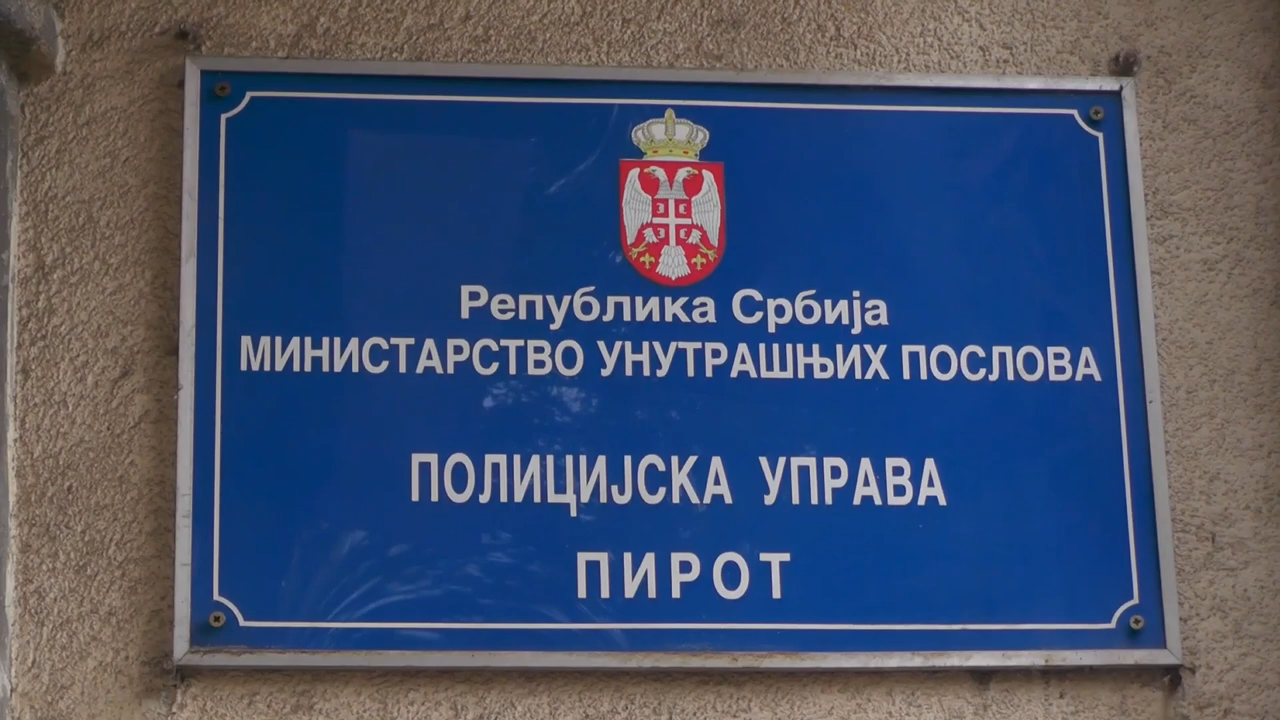 Република Србија
МИНИСТАРСТВО УНУТРАШЊИХ ПОСЛОВА
ПОЛИЦИЈСКА УПРАВА
ПИРОТ